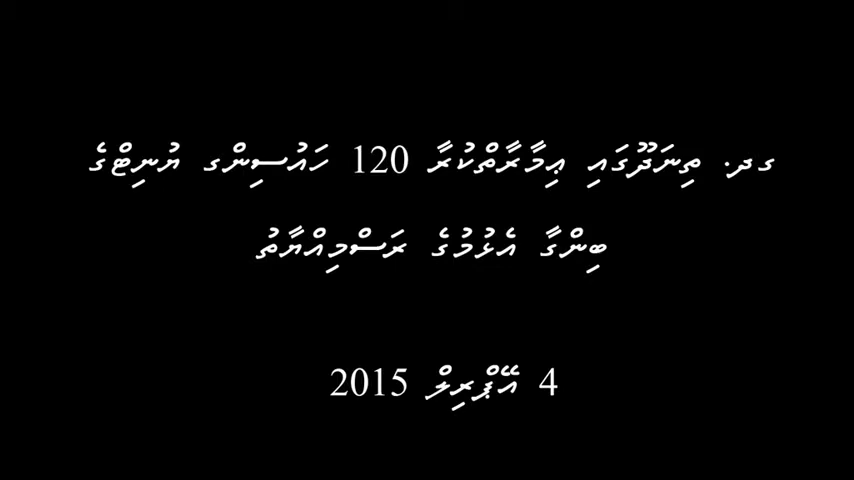 ގދ. ތިނަދޫގައި ޢިމާރާތްކުރާ 120 ހައުސިންގ ޔުނިޓްގެ
ބިންގާ އެޅުމުގެ ރަސްމިއްޔާތު
4 އޭޕްރިލް 2015